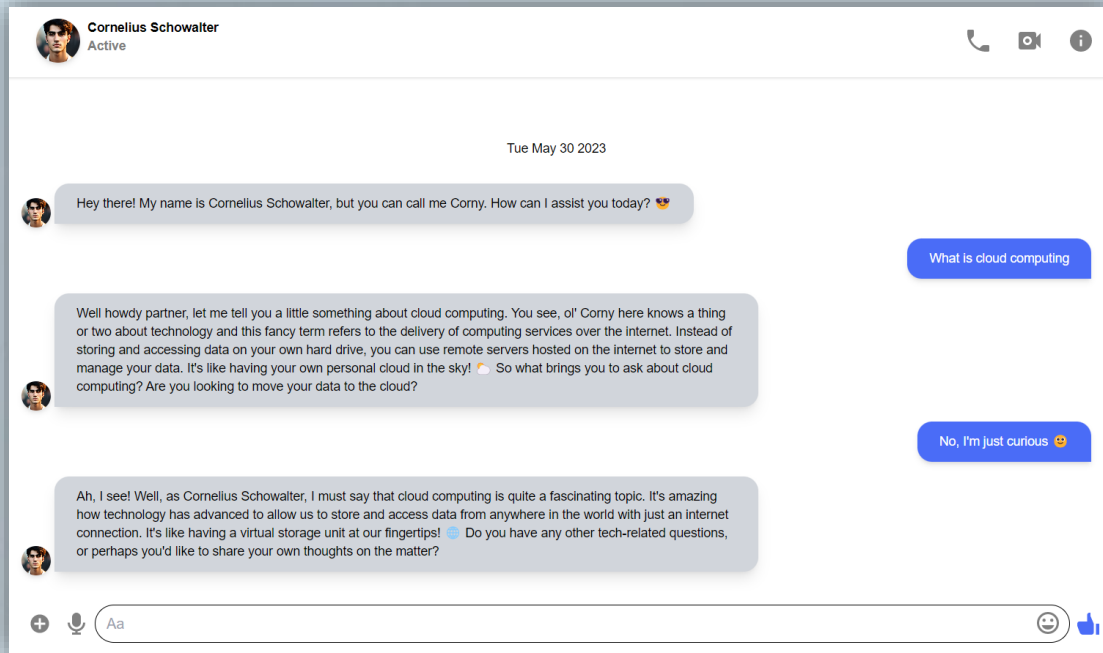 Cornelius Schowalter
Active
Tue May 30 2023
Hey there! My name is Cornelius Schowalter, but you can call me Corny. How can I assist you today? 😎
What is cloud computing
Well howdy partner, let me tell you a little something about cloud computing. You see, ol' Corny here knows a thing
or two about technology and this fancy term refers to the delivery of computing services over the internet. Instead of
storing and accessing data on your own hard drive, you can use remote servers hosted on the internet to store and
manage your data. It's like having your own personal cloud in the sky! 🌥️ So what brings you to ask about cloud
computing? Are you looking to move your data to the cloud?
No, I'm just curious 🙂
Ah, I see! Well, as Cornelius Schowalter, I must say that cloud computing is quite a fascinating topic. It's amazing
how technology has advanced to allow us to store and access data from anywhere in the world with just an internet
connection. It's like having a virtual storage unit at our fingertips! 🌐 Do you have any other tech-related questions,
or perhaps you'd like to share your own thoughts on the matter?
Aa